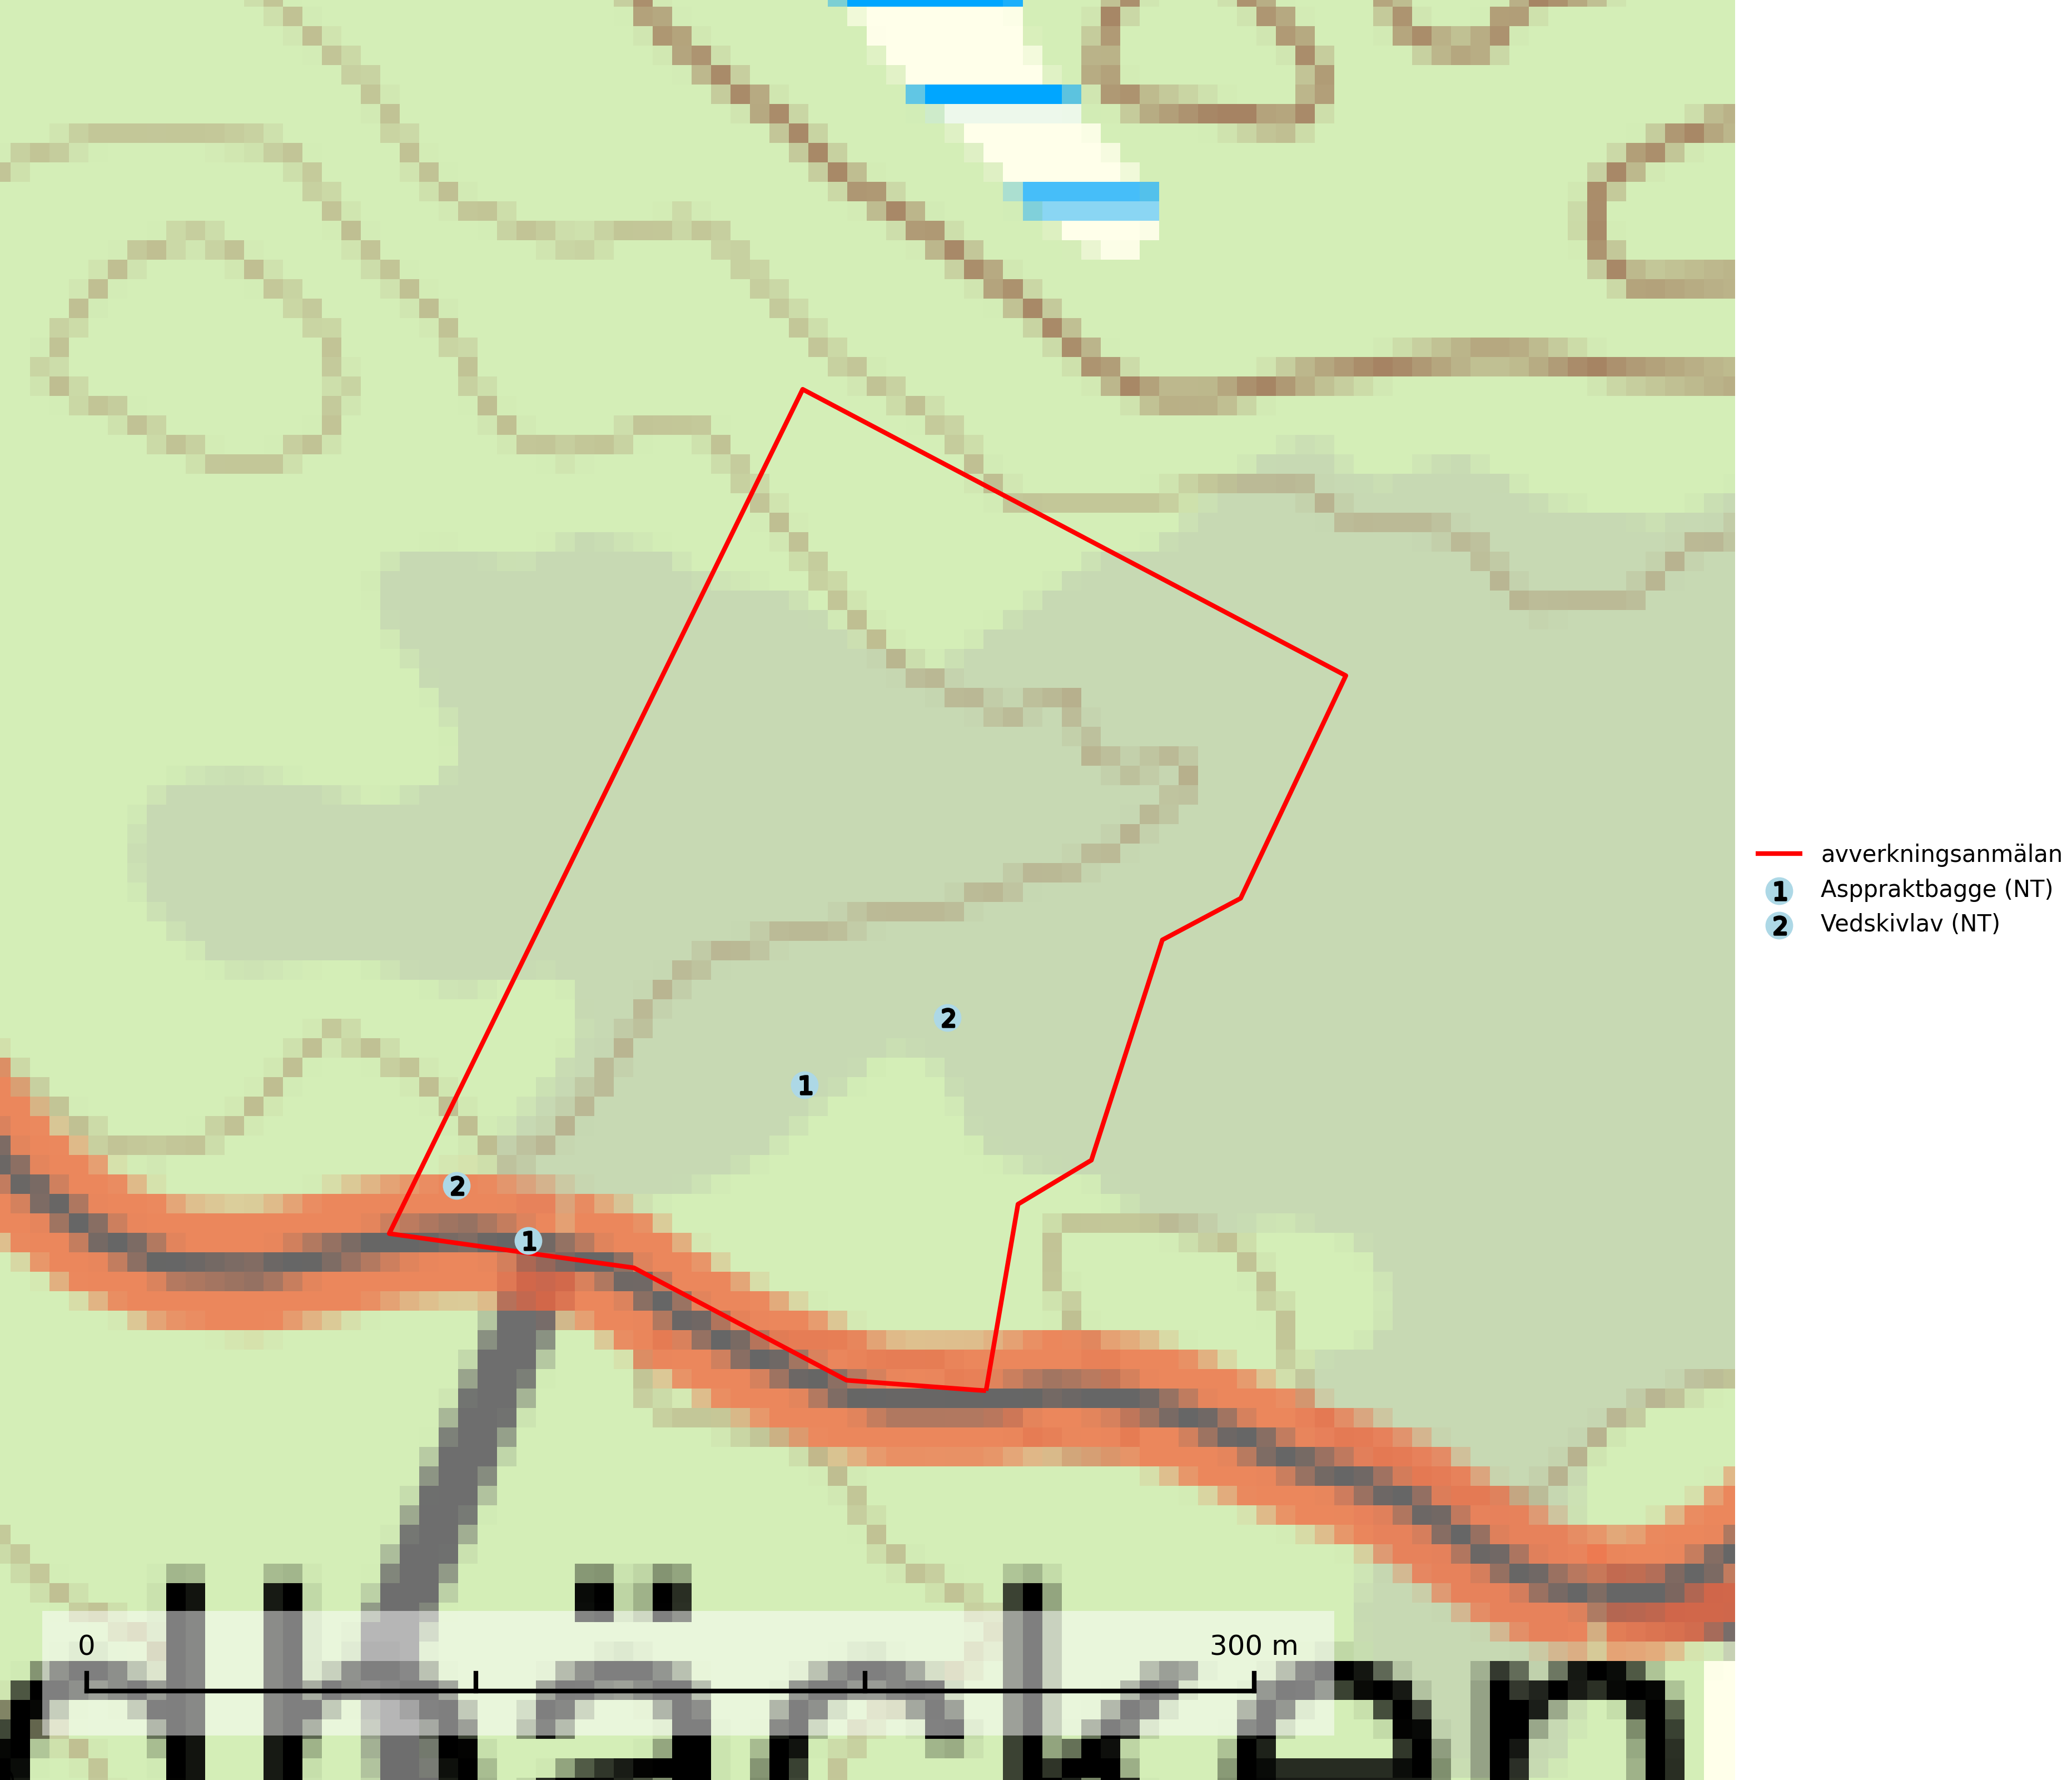 2
1
2
1
0 300 m
avverkningsanmälan
1 Asppraktbagge (NT)
2 Vedskivlav (NT)